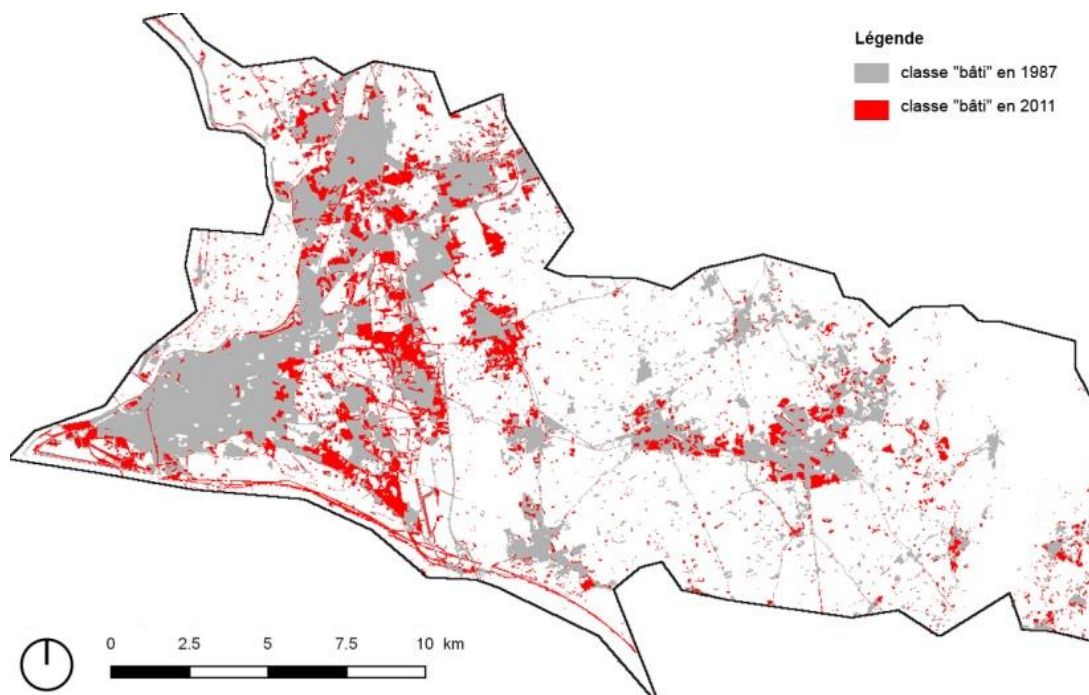 Légende
classe "bâti" en 1987
classe "bâti" en 2011
0 2.5 5 7.5 10 km